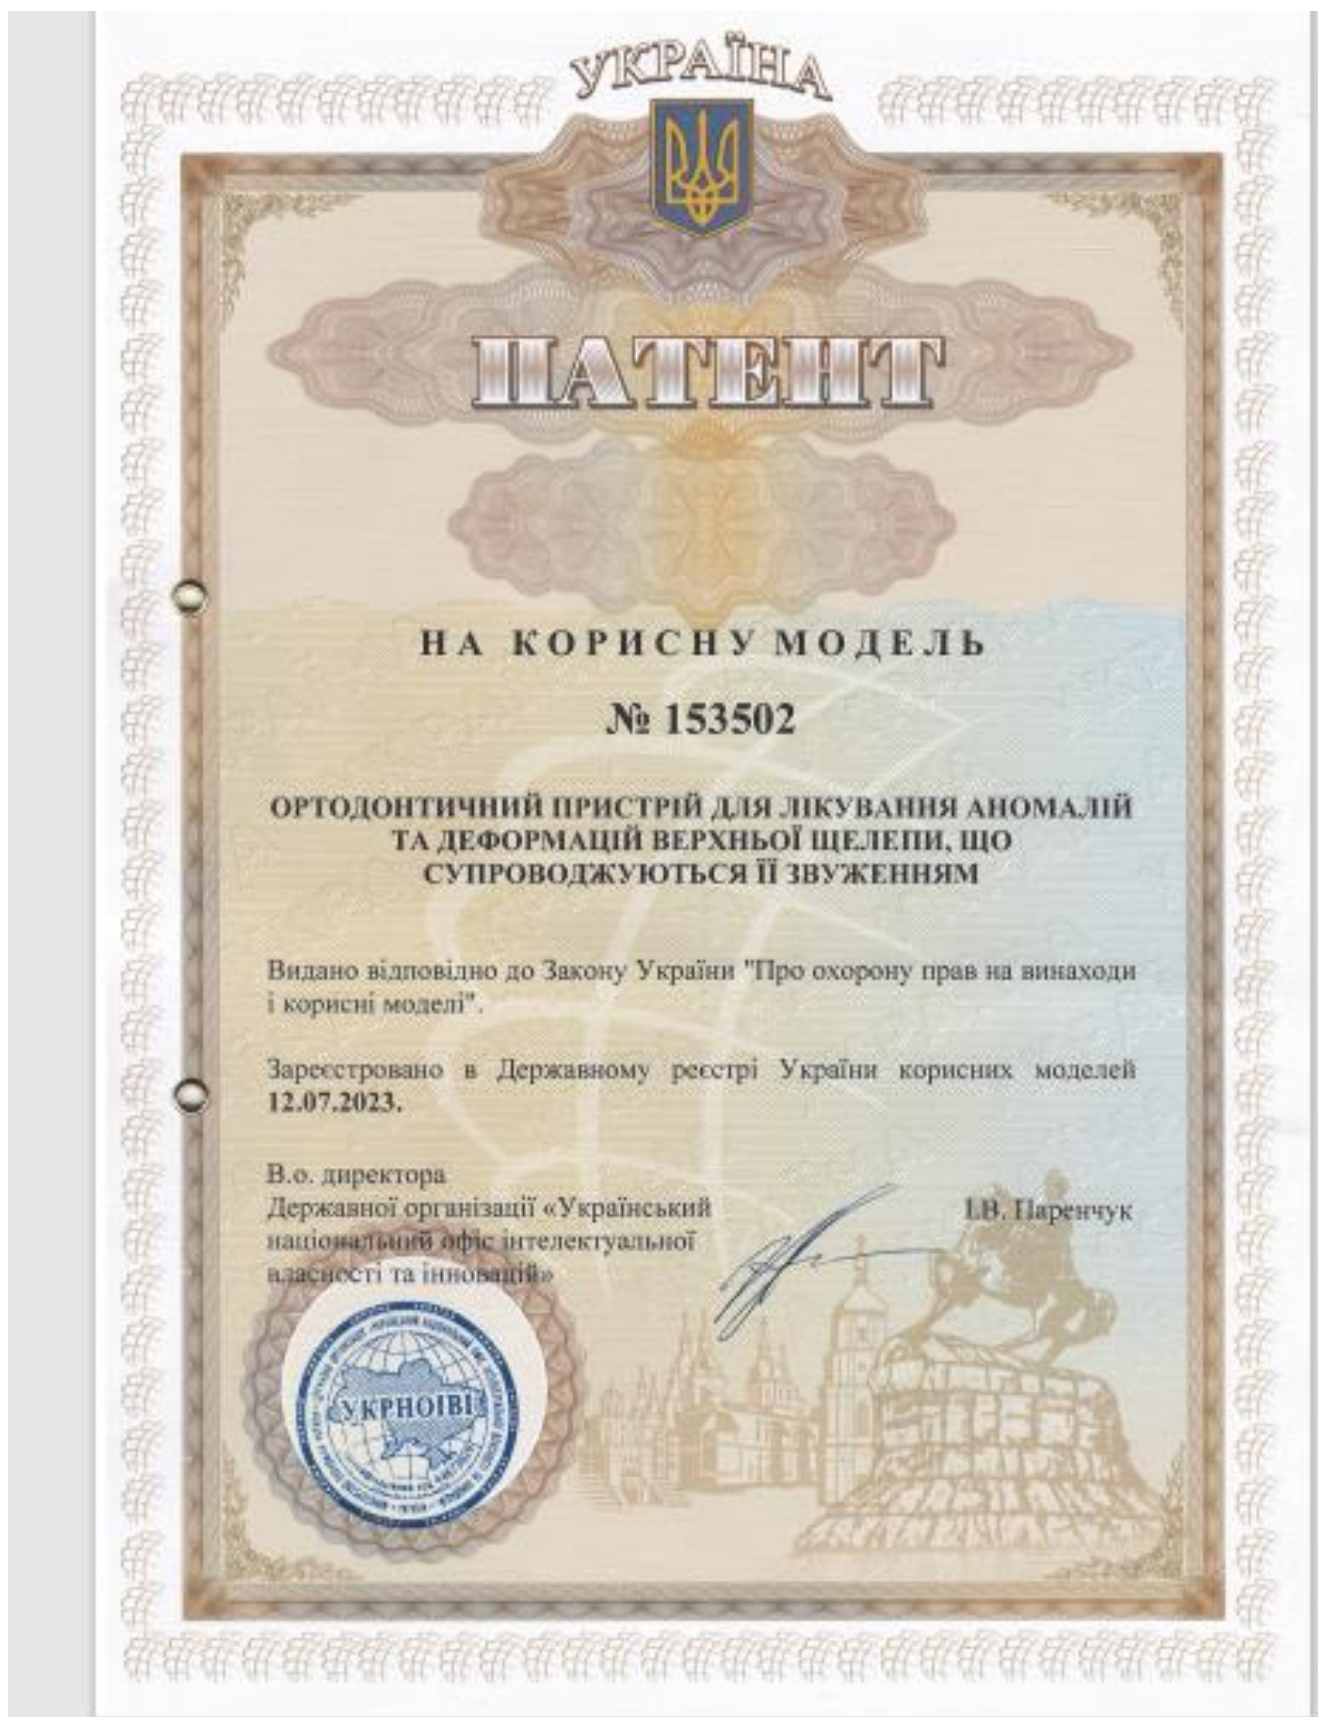 УКРАЇНА
ПАТЕНТ
НА КОРИСНУ МОДЕЛЬ
№ 153502
ОРТОДОНТИЧНИЙ ПРИСТРІЙ ДЛЯ ЛІКУВАННЯ АНОМАЛІЙ
ТА ДЕФОРМАЦІЙ ВЕРХНЬОЇ ЩЕЛЕПИ, ЩО
СУПРОВОДЖУЮТЬСЯ ЇЇ ЗВУЖЕННЯМ
Видано відповідно до Закону України "Про охорону прав на винаходи
і корисні моделі".
Зареєстровано в Державному реєстрі України корисних моделей
12.07.2023.
В.о. директора
Державної організації «Український
національний офіс інтелектуальної
власності та інновацій»
І.В. Паренчук
УКРНОІВІ